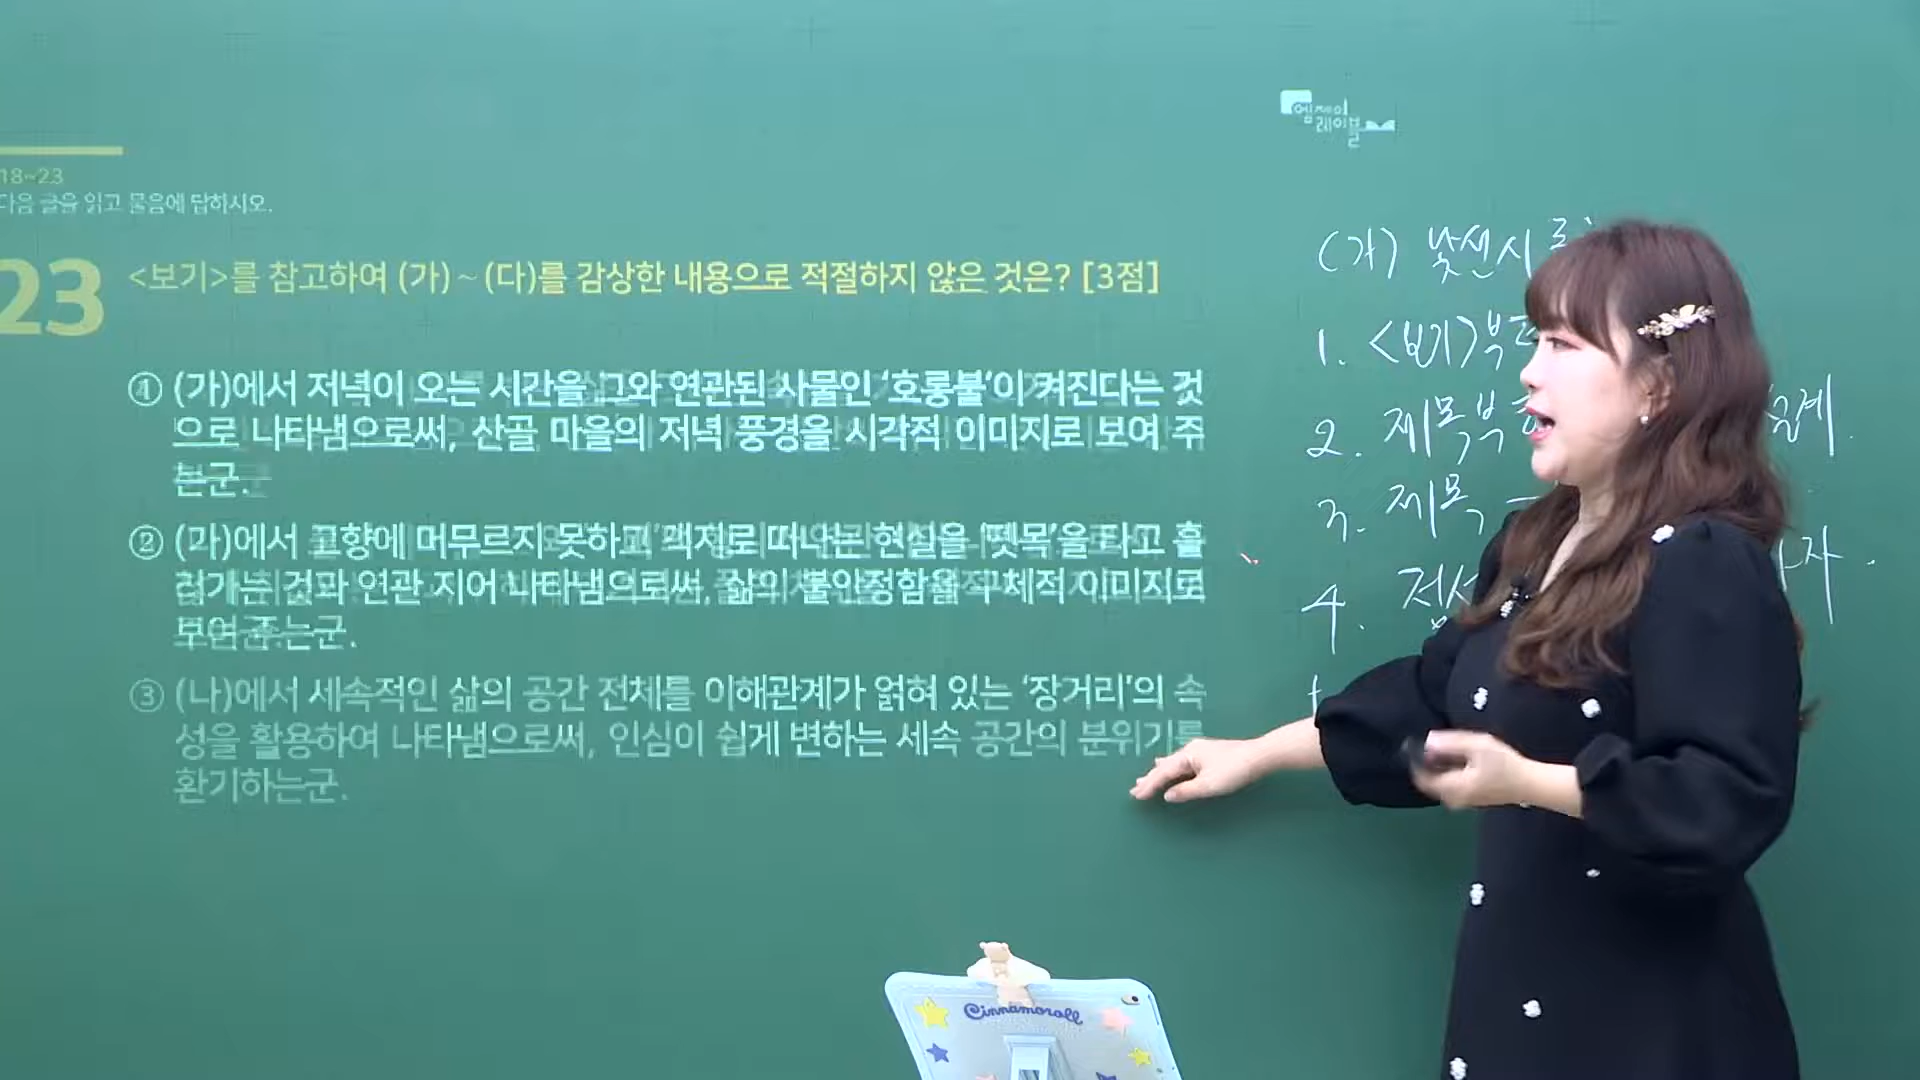 엠제이
레이블
18~23
다음 글을 읽고 물음에 답하시오.
23
<보기>를 참고하여 (가) ~ (다)를 감상한 내용으로 적절하지 않은 것은? [3점]
(가)에서 저녁이 오는 시간을 그와 연관된 사물인 ‘호롱불’이 켜진다는 것
으로 나타냄으로써, 산골 마을의 저녁 풍경을 시각적 이미지로 보여 주
는군.
② (가)에서 고향에 머무르지 못하고 객지로 떠나는 현실을 ‘뗏목’을 타고 흘
러가는 것과 연관 지어 나타냄으로써, 삶의 불안정함을 구체적 이미지로
보여 주는군.
③ (나)에서 세속적인 삶의 공간 전체를 이해관계가 얽혀 있는 ‘장거리’의 속
성을 활용하여 나타냄으로써, 인심이 쉽게 변하는 세속 공간의 분위기를
환기하는군.
(가) 낯선시
1. <보기>부터
2. 제목부
3. 제목
4.
Cinnamoroll